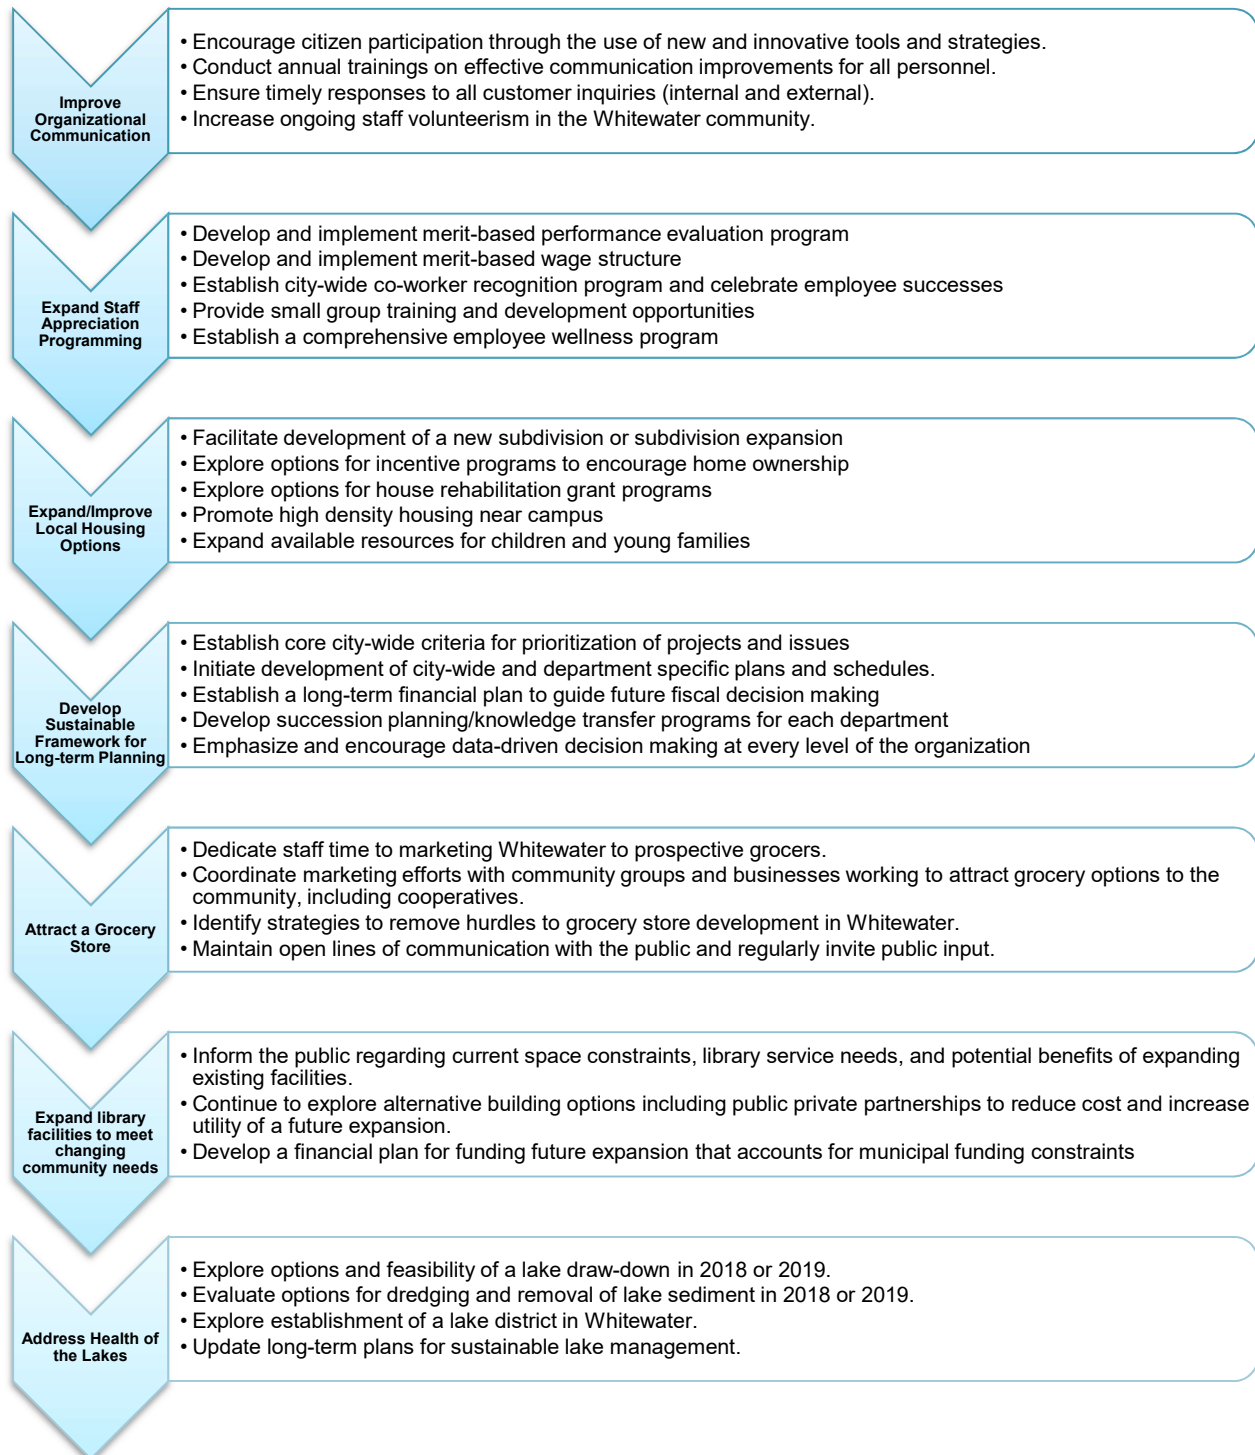 Improve
Organizational
Communication
• Encourage citizen participation through the use of new and innovative tools and strategies.
• Conduct annual trainings on effective communication improvements for all personnel.
• Ensure timely responses to all customer inquiries (internal and external).
• Increase ongoing staff volunteerism in the Whitewater community.
Expand Staff
Appreciation
Programming
• Develop and implement merit-based performance evaluation program
• Develop and implement merit-based wage structure
• Establish city-wide co-worker recognition program and celebrate employee successes
• Provide small group training and development opportunities
• Establish a comprehensive employee wellness program
Expand/Improve
Local Housing
Options
• Facilitate development of a new subdivision or subdivision expansion
• Explore options for incentive programs to encourage home ownership
• Explore options for house rehabilitation grant programs
• Promote high density housing near campus
• Expand available resources for children and young families
Develop
Sustainable
Framework for
Long-term Planning
• Establish core city-wide criteria for prioritization of projects and issues
• Initiate development of city-wide and department specific plans and schedules.
• Establish a long-term financial plan to guide future fiscal decision making
• Develop succession planning/knowledge transfer programs for each department
• Emphasize and encourage data-driven decision making at every level of the organization
Attract a Grocery
Store
• Dedicate staff time to marketing Whitewater to prospective grocers.
• Coordinate marketing efforts with community groups and businesses working to attract grocery options to the
community, including cooperatives.
• Identify strategies to remove hurdles to grocery store development in Whitewater.
• Maintain open lines of communication with the public and regularly invite public input.
Expand library
facilities to meet
changing
community needs
• Inform the public regarding current space constraints, library service needs, and potential benefits of expanding
existing facilities.
• Continue to explore alternative building options including public private partnerships to reduce cost and increase
utility of a future expansion.
• Develop a financial plan for funding future expansion that accounts for municipal funding constraints
Address Health of
the Lakes
• Explore options and feasibility of a lake draw-down in 2018 or 2019.
• Evaluate options for dredging and removal of lake sediment in 2018 or 2019.
• Explore establishment of a lake district in Whitewater.
• Update long-term plans for sustainable lake management.